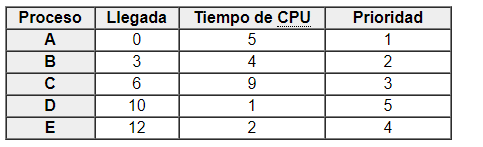 Proceso Llegada Tiempo de CPU Prioridad
A 0 5 1
B 3 4 2
C 6 9 3
D 10 1 5
E 12 2 4